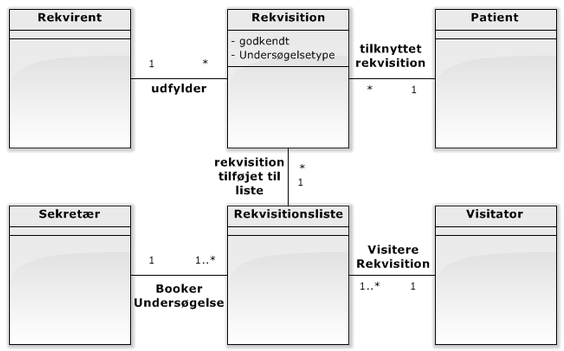 Rekvirent
Rekvisition
- godkendt
- Undersøgelsetype
Patient
1
*
udfylder
tilknyttet
rekvisition
*
1
rekvisition
tilføjet til
liste
*
1
Sekretær
Rekvisitionsliste
Visitator
1
1..*
Booker
Undersøgelse
Visitere
Rekvisition
1..*
1